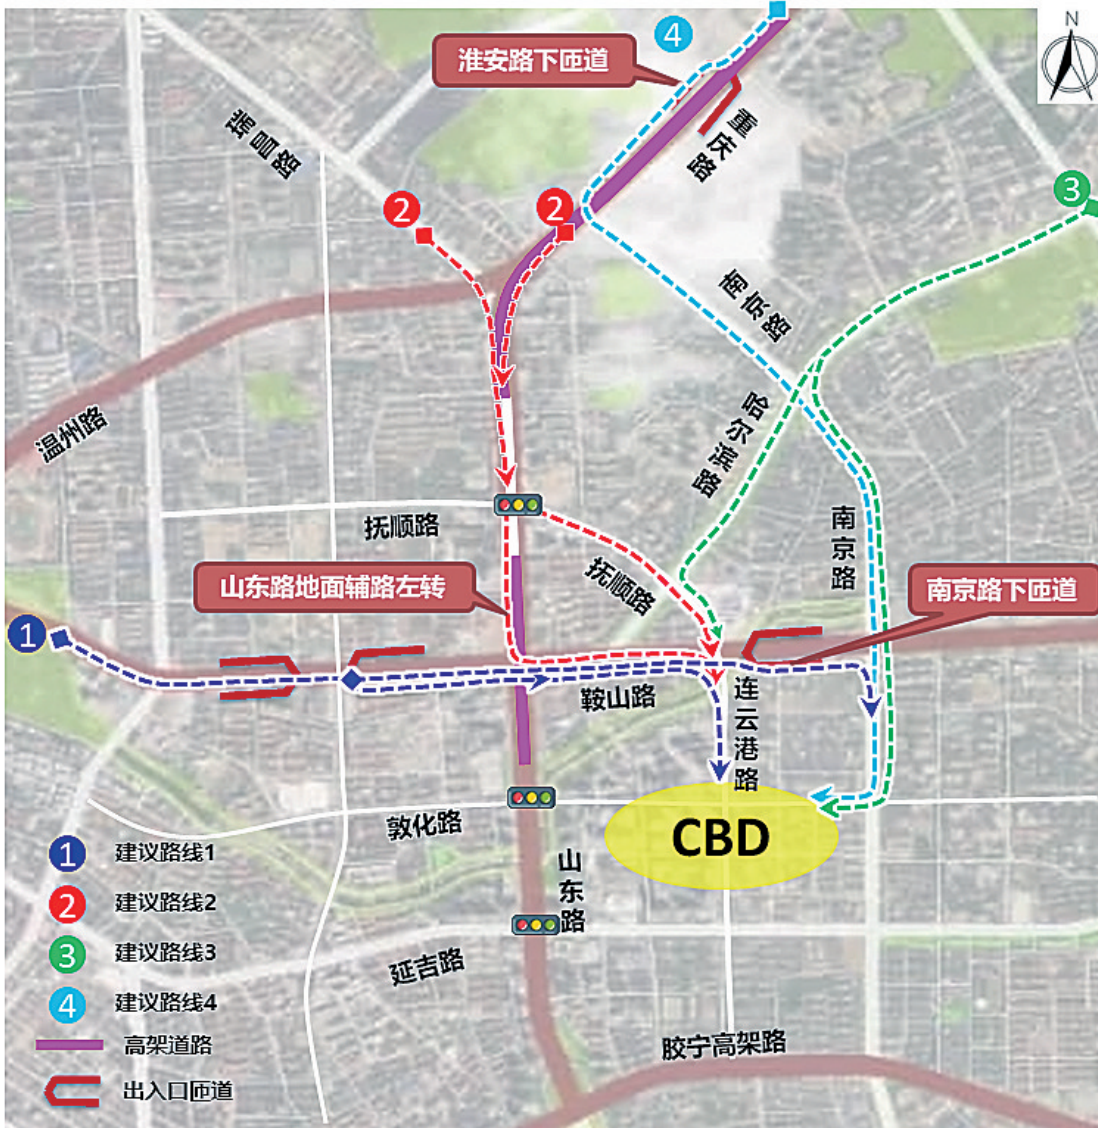 N
4
淮安路下匝道
重庆路
瑞昌路
3
2
2
南京路
哈尔滨路
温州路
抚顺路
南京路
抚顺路
山东路地面辅路左转
南京路下匝道
1
鞍山路
连云港路
敦化路
CBD
山东路
延吉路
胶宁高架路
1 建议路线1
2 建议路线2
3 建议路线3
4 建议路线4
高架道路
出入口匝道